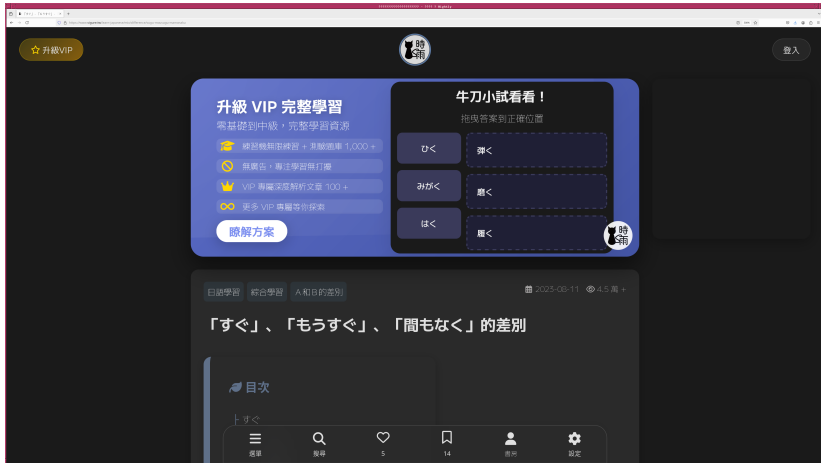 升級VIP
時雨
登入
升級 VIP 完整學習
零基礎到中級，完整學習資源
練習機無限練習 + 測驗題庫 1,000 +
無廣告，專注學習無打擾
VIP 專屬深度解析文章 100 +
更多 VIP 專屬等你探索
瞭解方案
牛刀小試看看！
拖曳答案到正確位置
ひく
弾く
みがく
磨く
はく
履く
時雨
日語學習
綜合學習
A 和 B 的差別
2025-08-11
4.5 萬 +
「すぐ」、「もうすぐ」、「間もなく」的差別
目次
├ すぐ
選單
搜尋
5
14
書房
設定